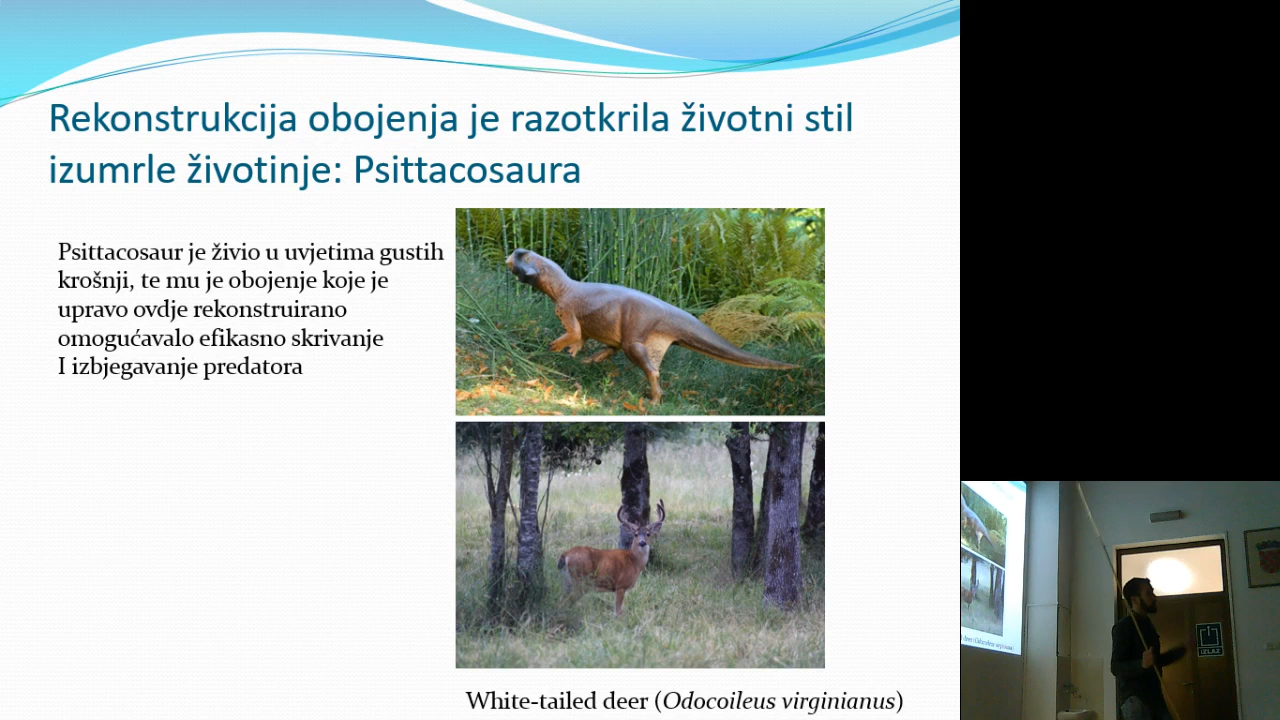 Rekonstrukcija obojenja je razotkrila životni stil
izumrle životinje: Psittacosaura
Psittacosaur je živio u uvjetima gustih
krošnji, te mu je obojenje koje je
upravo ovdje rekonstruirano
omogućavalo efikasno skrivanje
I izbjegavanje predatora
White-tailed deer (Odocoileus virginianus)
IZLAZ